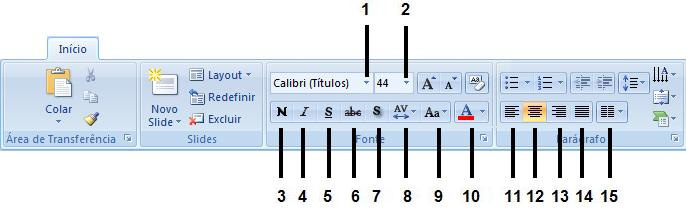 1 2
Início
Colar
Área de Transferência
Novo
Slide
Layout
Redefinir
Excluir
Slides
Calibri (Títulos) 44 A A
N I S abc S AV Aa A
Fonte
Parágrafo
3 4 5 6 7 8 9 10 11 12 13 14 15